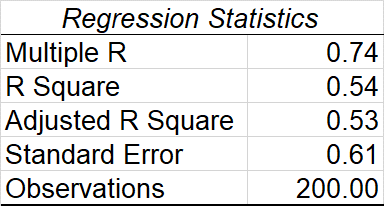 Regression Statistics
Multiple R 0.74
R Square 0.54
Adjusted R Square 0.53
Standard Error 0.61
Observations 200.00